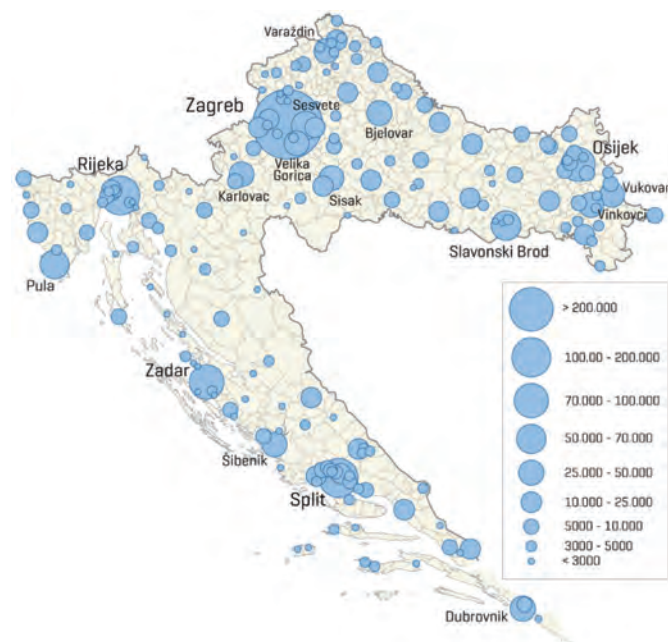 Varaždin
Zagreb
Sesvete
Bjelovar
Osijek
Rijeka
Velika
Gorica
Vukovar
Karlovac
Sisak
Vinkovci
Slavonski Brod
Pula
> 200.000
100.00 - 200.000
Zadar
70.000 - 100.000
50.000 - 70.000
Šibenik
25.000 - 50.000
Split
10.000 - 25.000
5000 - 10.000
3000 - 5000
< 3000
Dubrovnik